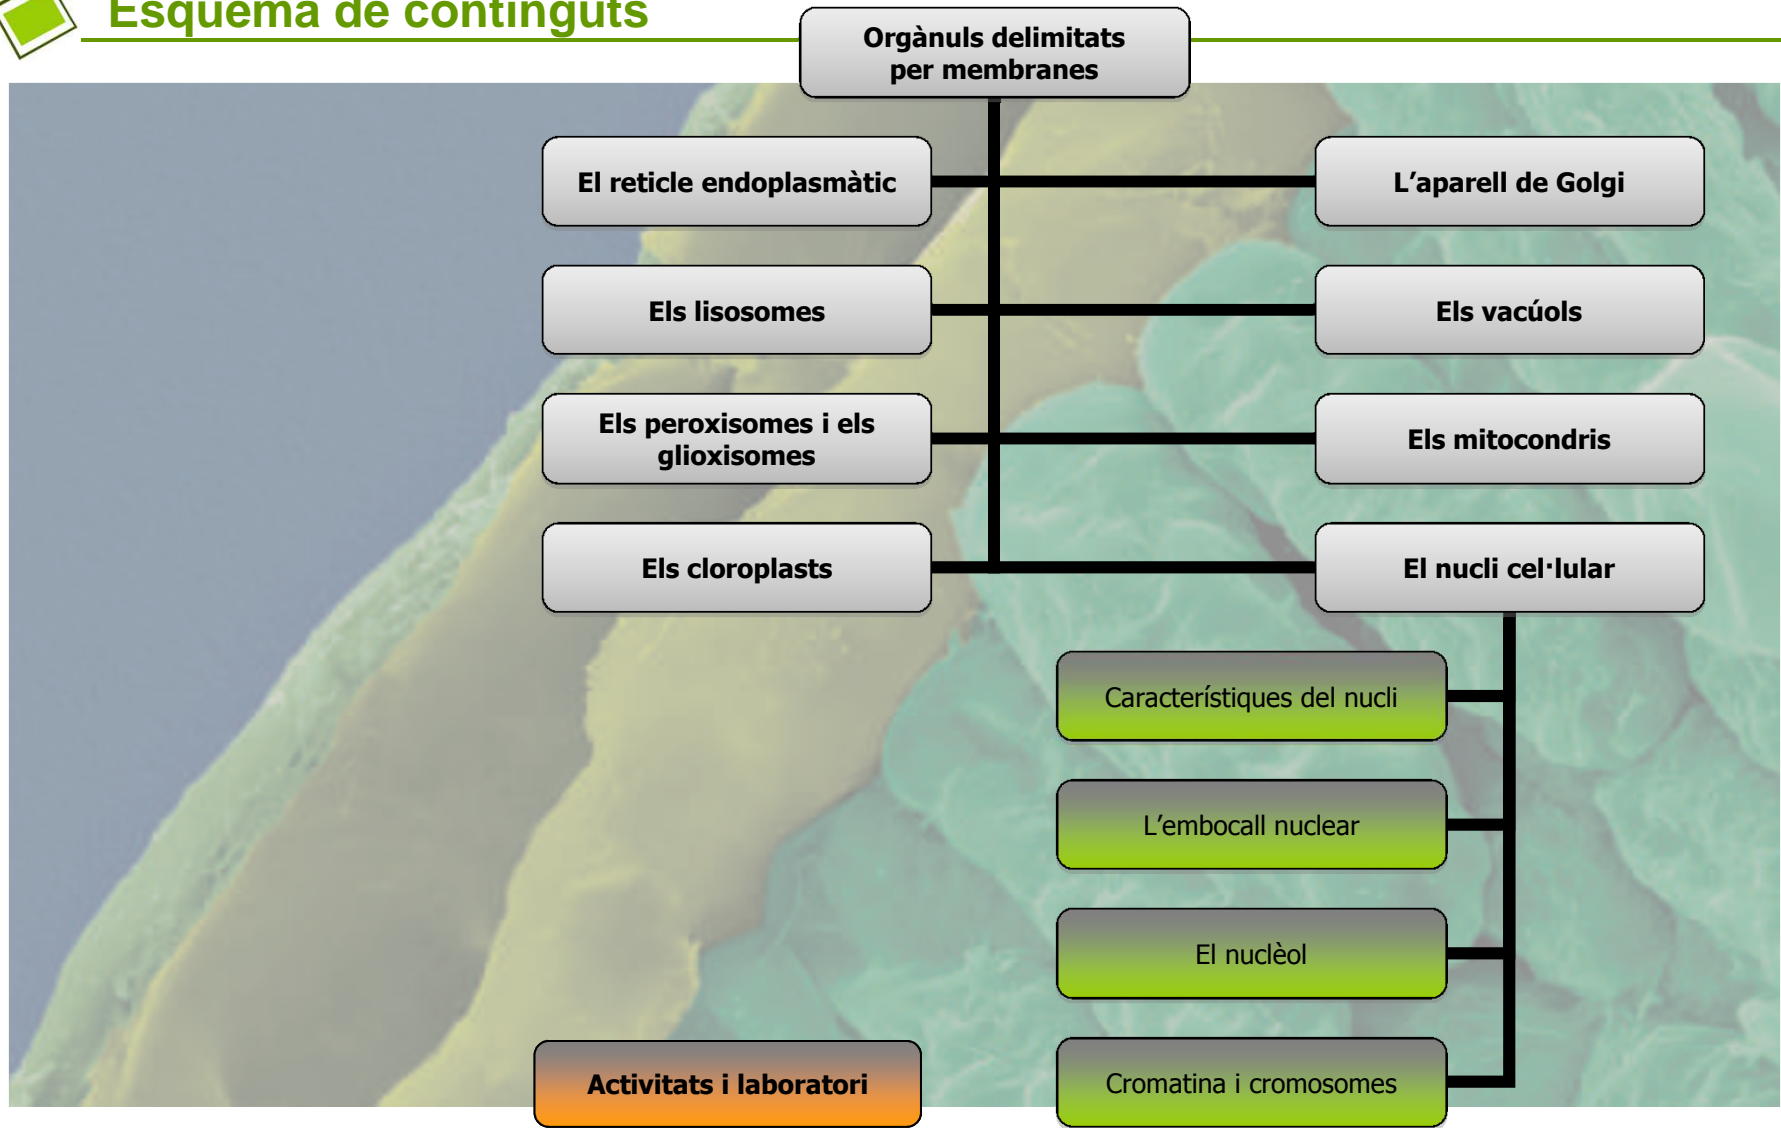 Esquema de continguts
Orgànuls delimitats
per membranes
El reticle endoplasmàtic
L’aparell de Golgi
Els lisosomes
Els vacúols
Els peroxisomes i els
glioxisomes
Els mitocondris
Els cloroplasts
El nucli cel·lular
Característiques del nucli
L’embocall nuclear
El nuclèol
Activitats i laboratori
Cromatina i cromosomes